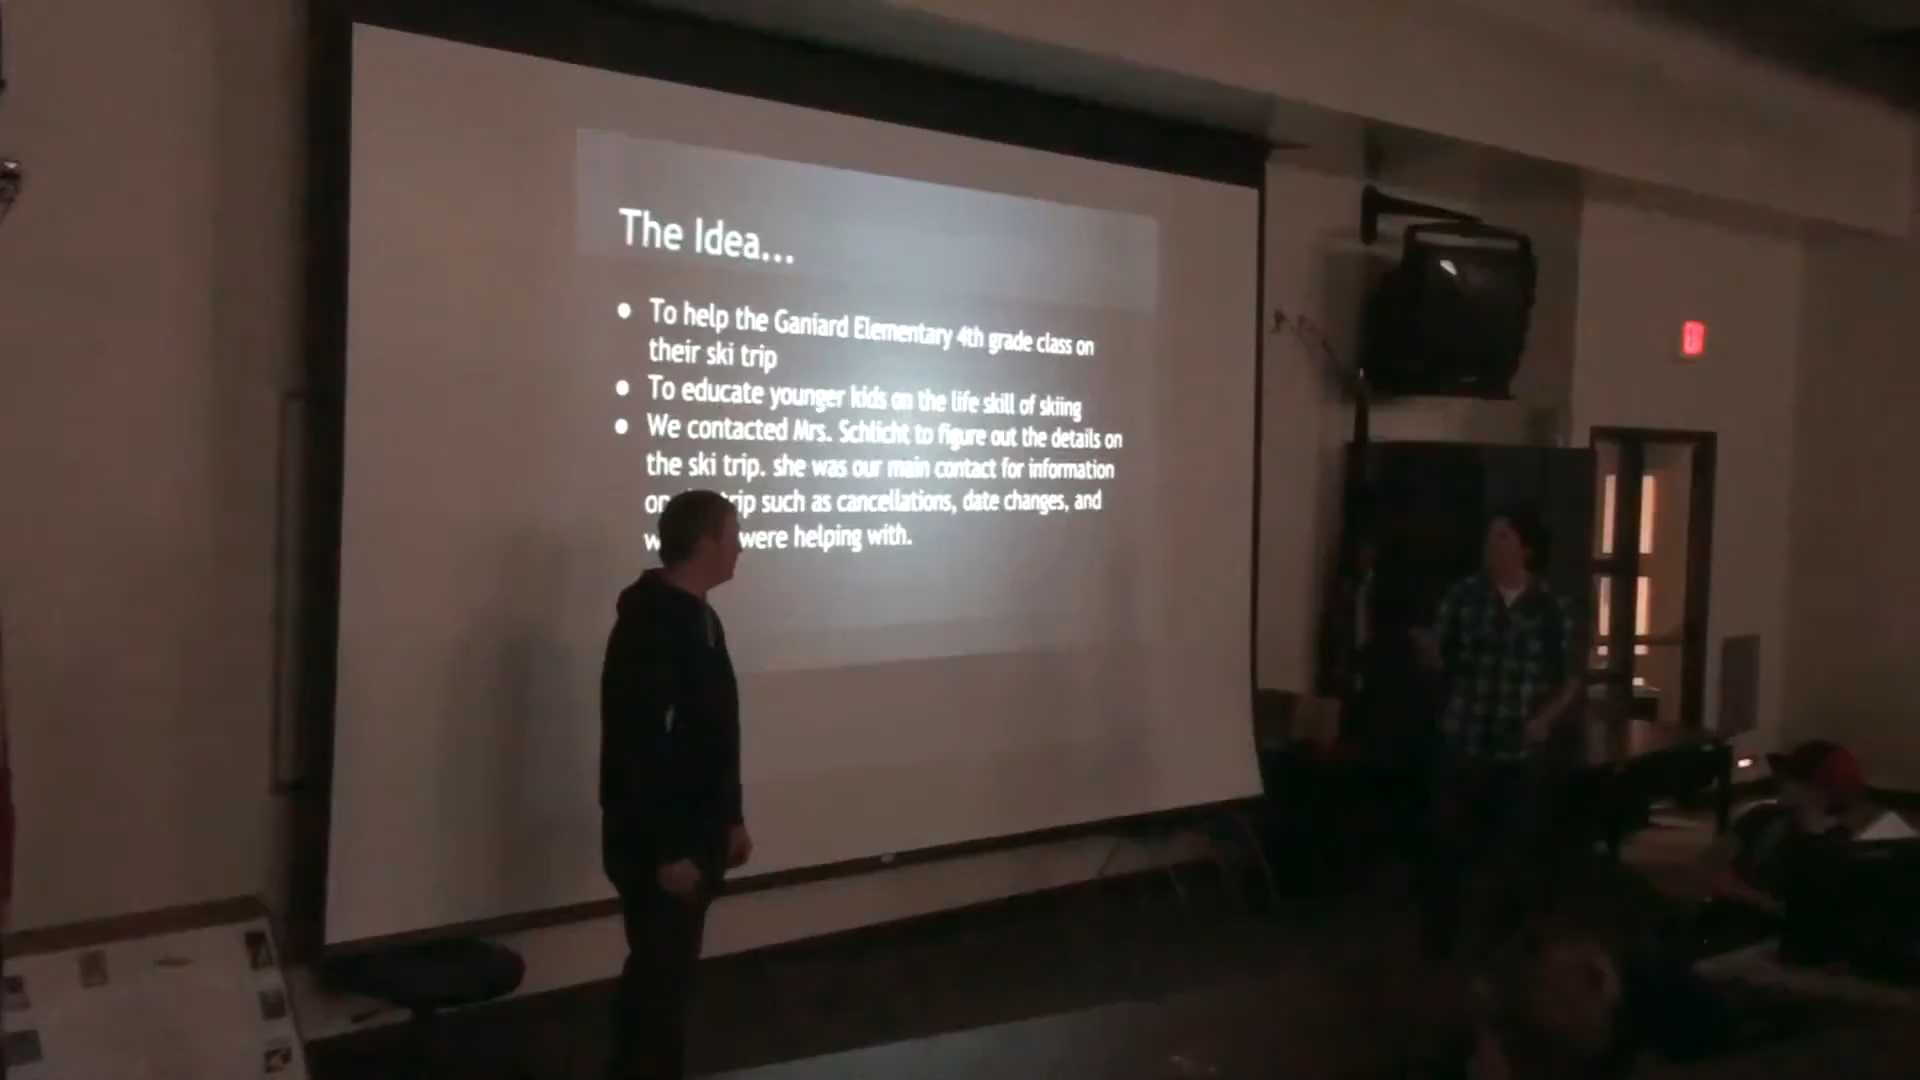 The Idea...
● To help the Ganiard Elementary 4th grade class on
their ski trip
● To educate younger kids on the life skill of skiing
● We contacted Mrs. Schlicht to figure out the details on
the ski trip. she was our main contact for information
on trip such as cancellations, date changes, and
were helping with.